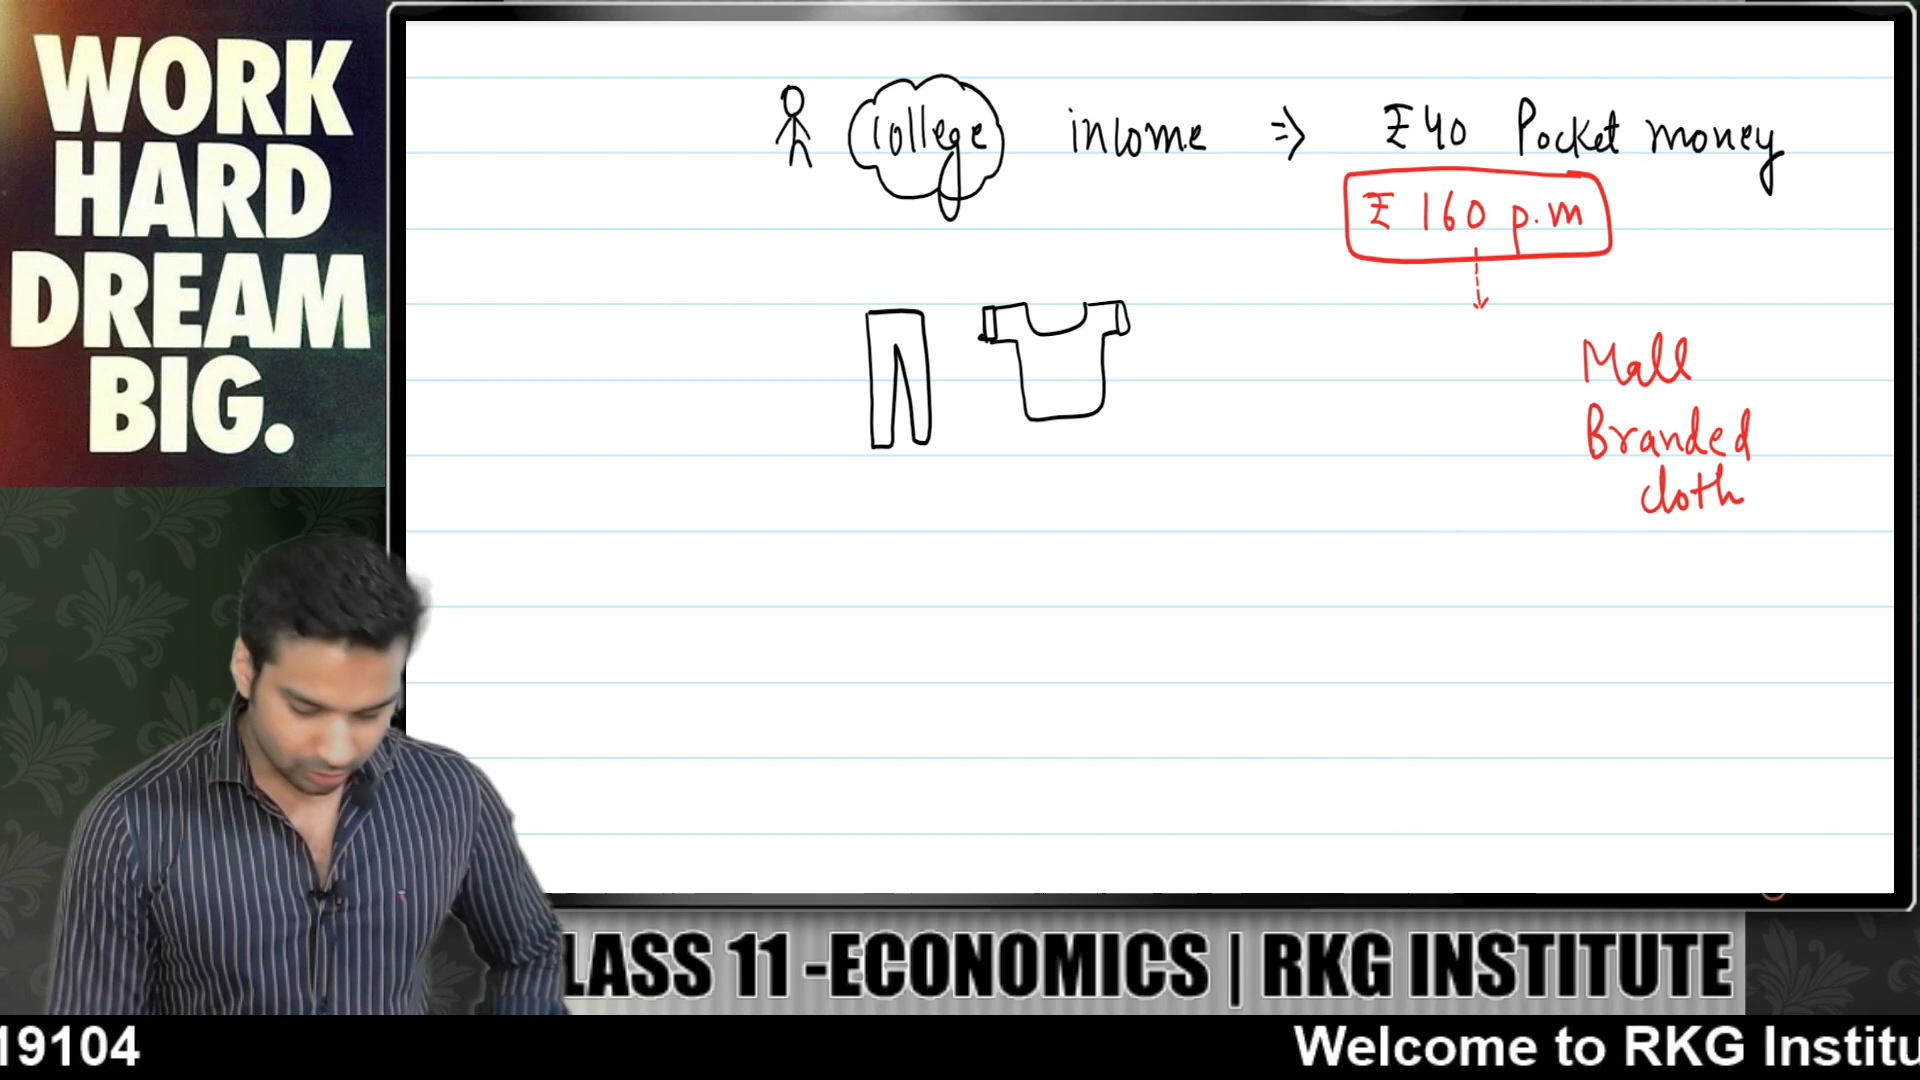 WORK
HARD
DREAM
BIG.
College income ⇒ ₹40 Pocket money
₹ 160 p.m
Mall
Branded
cloth
LASS 11 -ECONOMICS | RKG INSTITUTE
19104 Welcome to RKG Institu